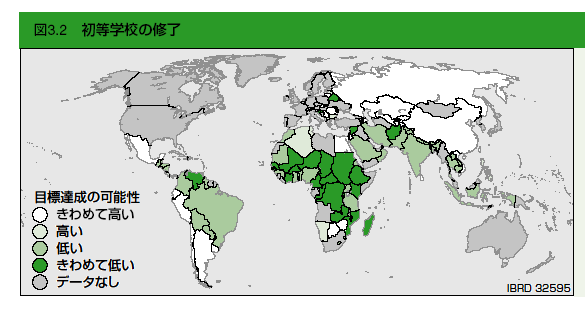 図3.2 初等学校の修了
目標達成の可能性
きわめて高い
高い
低い
きわめて低い
データなし
IBRD 32595